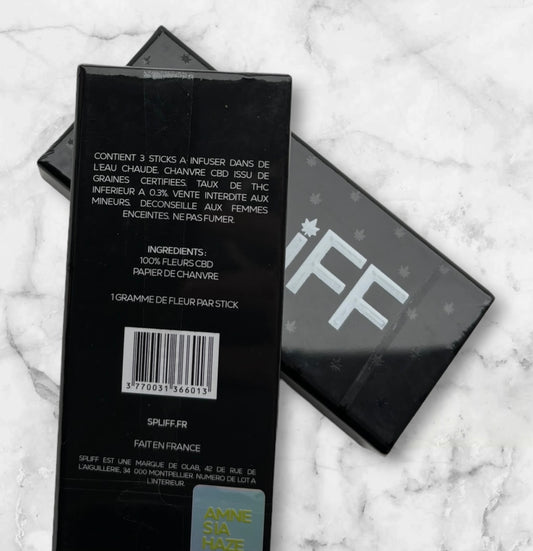 CONTIENT 3 STICKS A INFUSER DANS DE
L'EAU CHAUDE. CHANVRE CBD ISSU DE
GRAINES CERTIFIEES. TAUX DE THC
INFERIEUR A 0.3%. VENTE INTERDITE AUX
MINEURS. DECONSEILLE AUX FEMMES
ENCEINTES. NE PAS FUMER.
INGREDIENTS :
100% FLEURS CBD
PAPIER DE CHANVRE
1 GRAMME DE FLEUR PAR STICK
3 770031 366013
SPLIFF.FR
FAIT EN FRANCE
SPLIFF EST UNE MARQUE DE OLAB, 42 DE RUE DE
L'AIGUILLERIE, 34 000 MONTPELLIER. NUMERO DE LOT A
L'INTERIEUR.
AMNE
SIA
HAZE
iFF